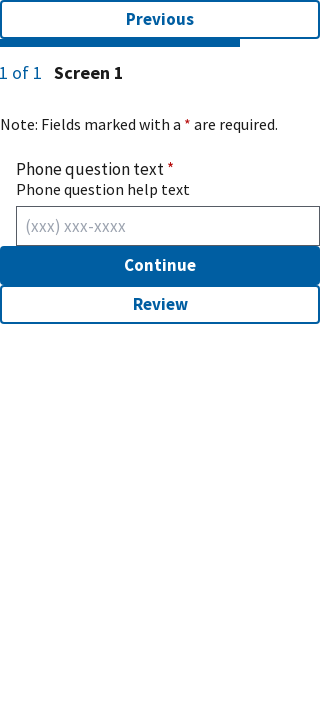 Previous
1 of 1 Screen 1
Note: Fields marked with a * are required.
Phone question text *
Phone question help text
(xxx) xxx-xxxx
Continue
Review